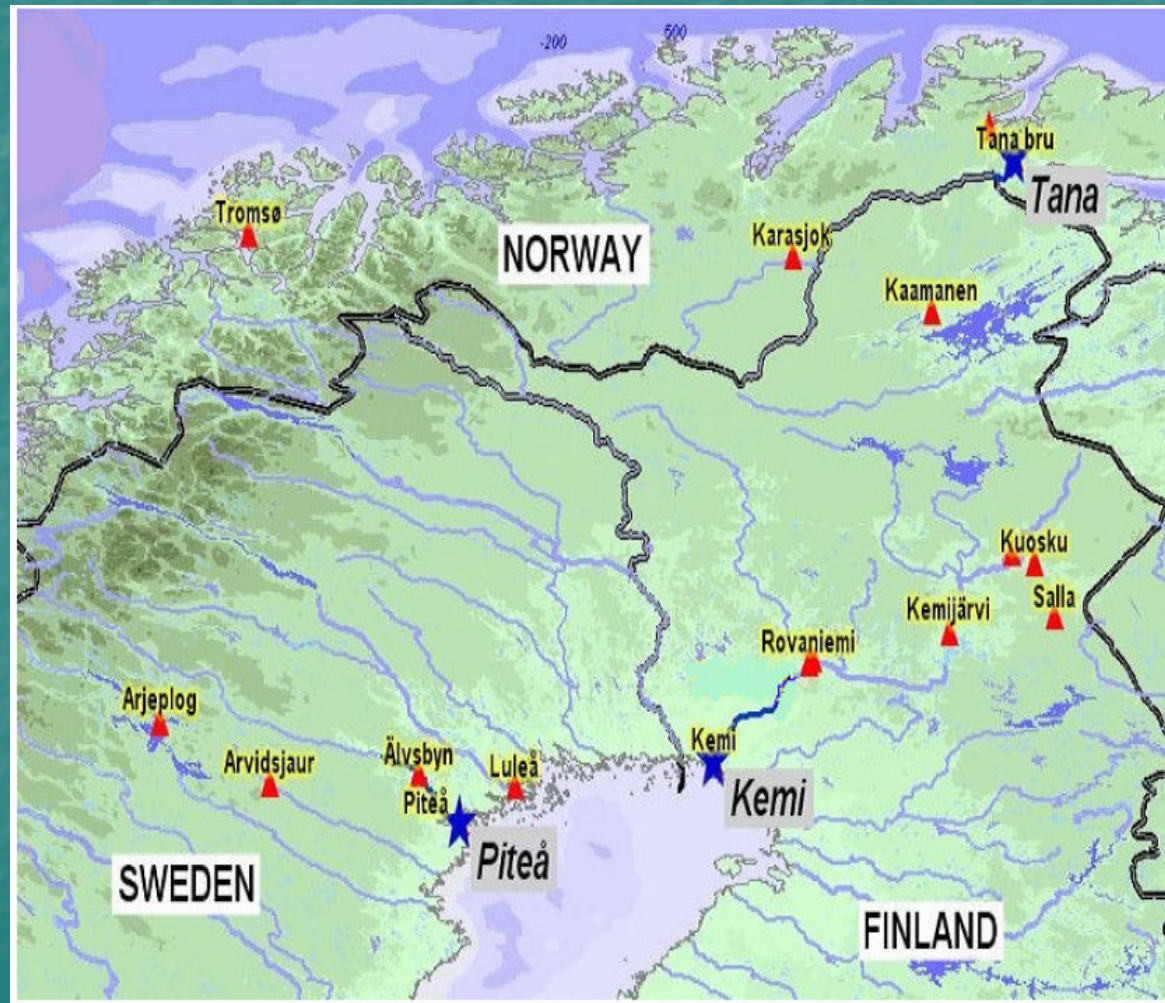 -200
500
Tana bru
Tana
Tromsø
NORWAY
Karasjok
Kaamanen
Kuosku
Salla
Kemijärvi
Rovaniemi
Arjeplog
Arvidsjaur
Älvsbyn
Luleå
Kemi
Piteå
Kemi
Piteå
SWEDEN
FINLAND